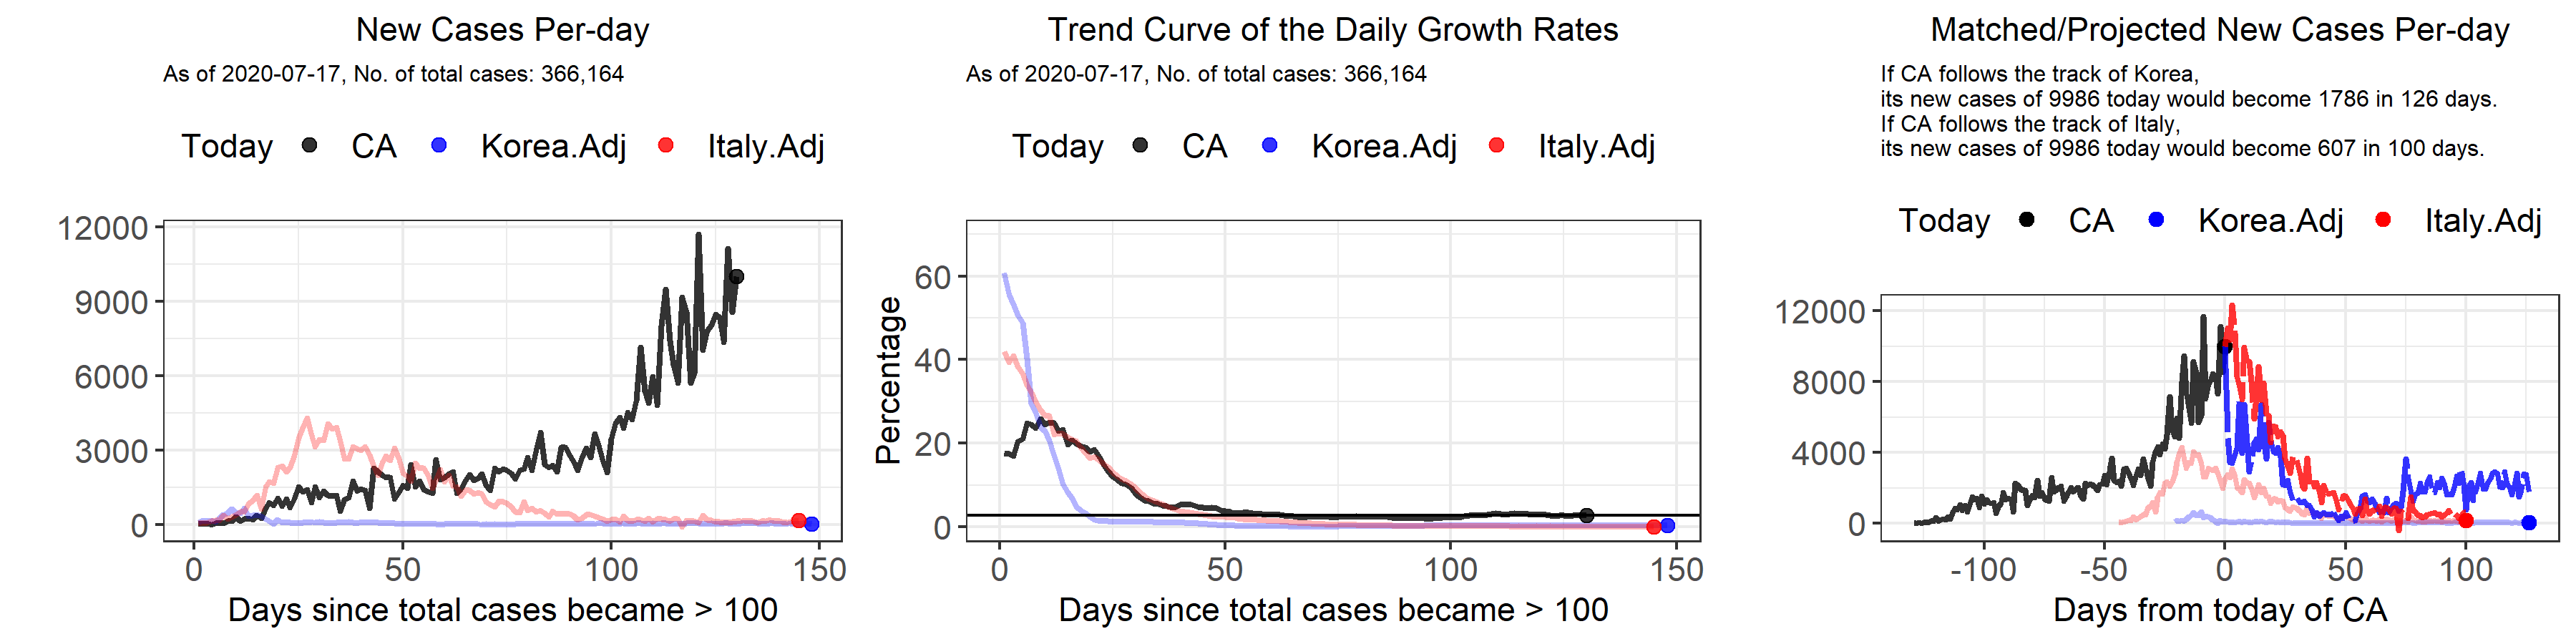 New Cases Per-day
As of 2020-07-17, No. of total cases: 366,164
Today CA Korea.Adj Italy.Adj
12000
9000
6000
3000
0
0 50 100 150
Days since total cases became > 100
Trend Curve of the Daily Growth Rates
As of 2020-07-17, No. of total cases: 366,164
Today CA Korea.Adj Italy.Adj
Percentage
60
40
20
0
0 50 100 150
Days since total cases became > 100
Matched/Projected New Cases Per-day
If CA follows the track of Korea,
its new cases of 9986 today would become 1786 in 126 days.
If CA follows the track of Italy,
its new cases of 9986 today would become 607 in 100 days.
Today CA Korea.Adj Italy.Adj
12000
8000
4000
0
-100 -50 0 50 100
Days from today of CA